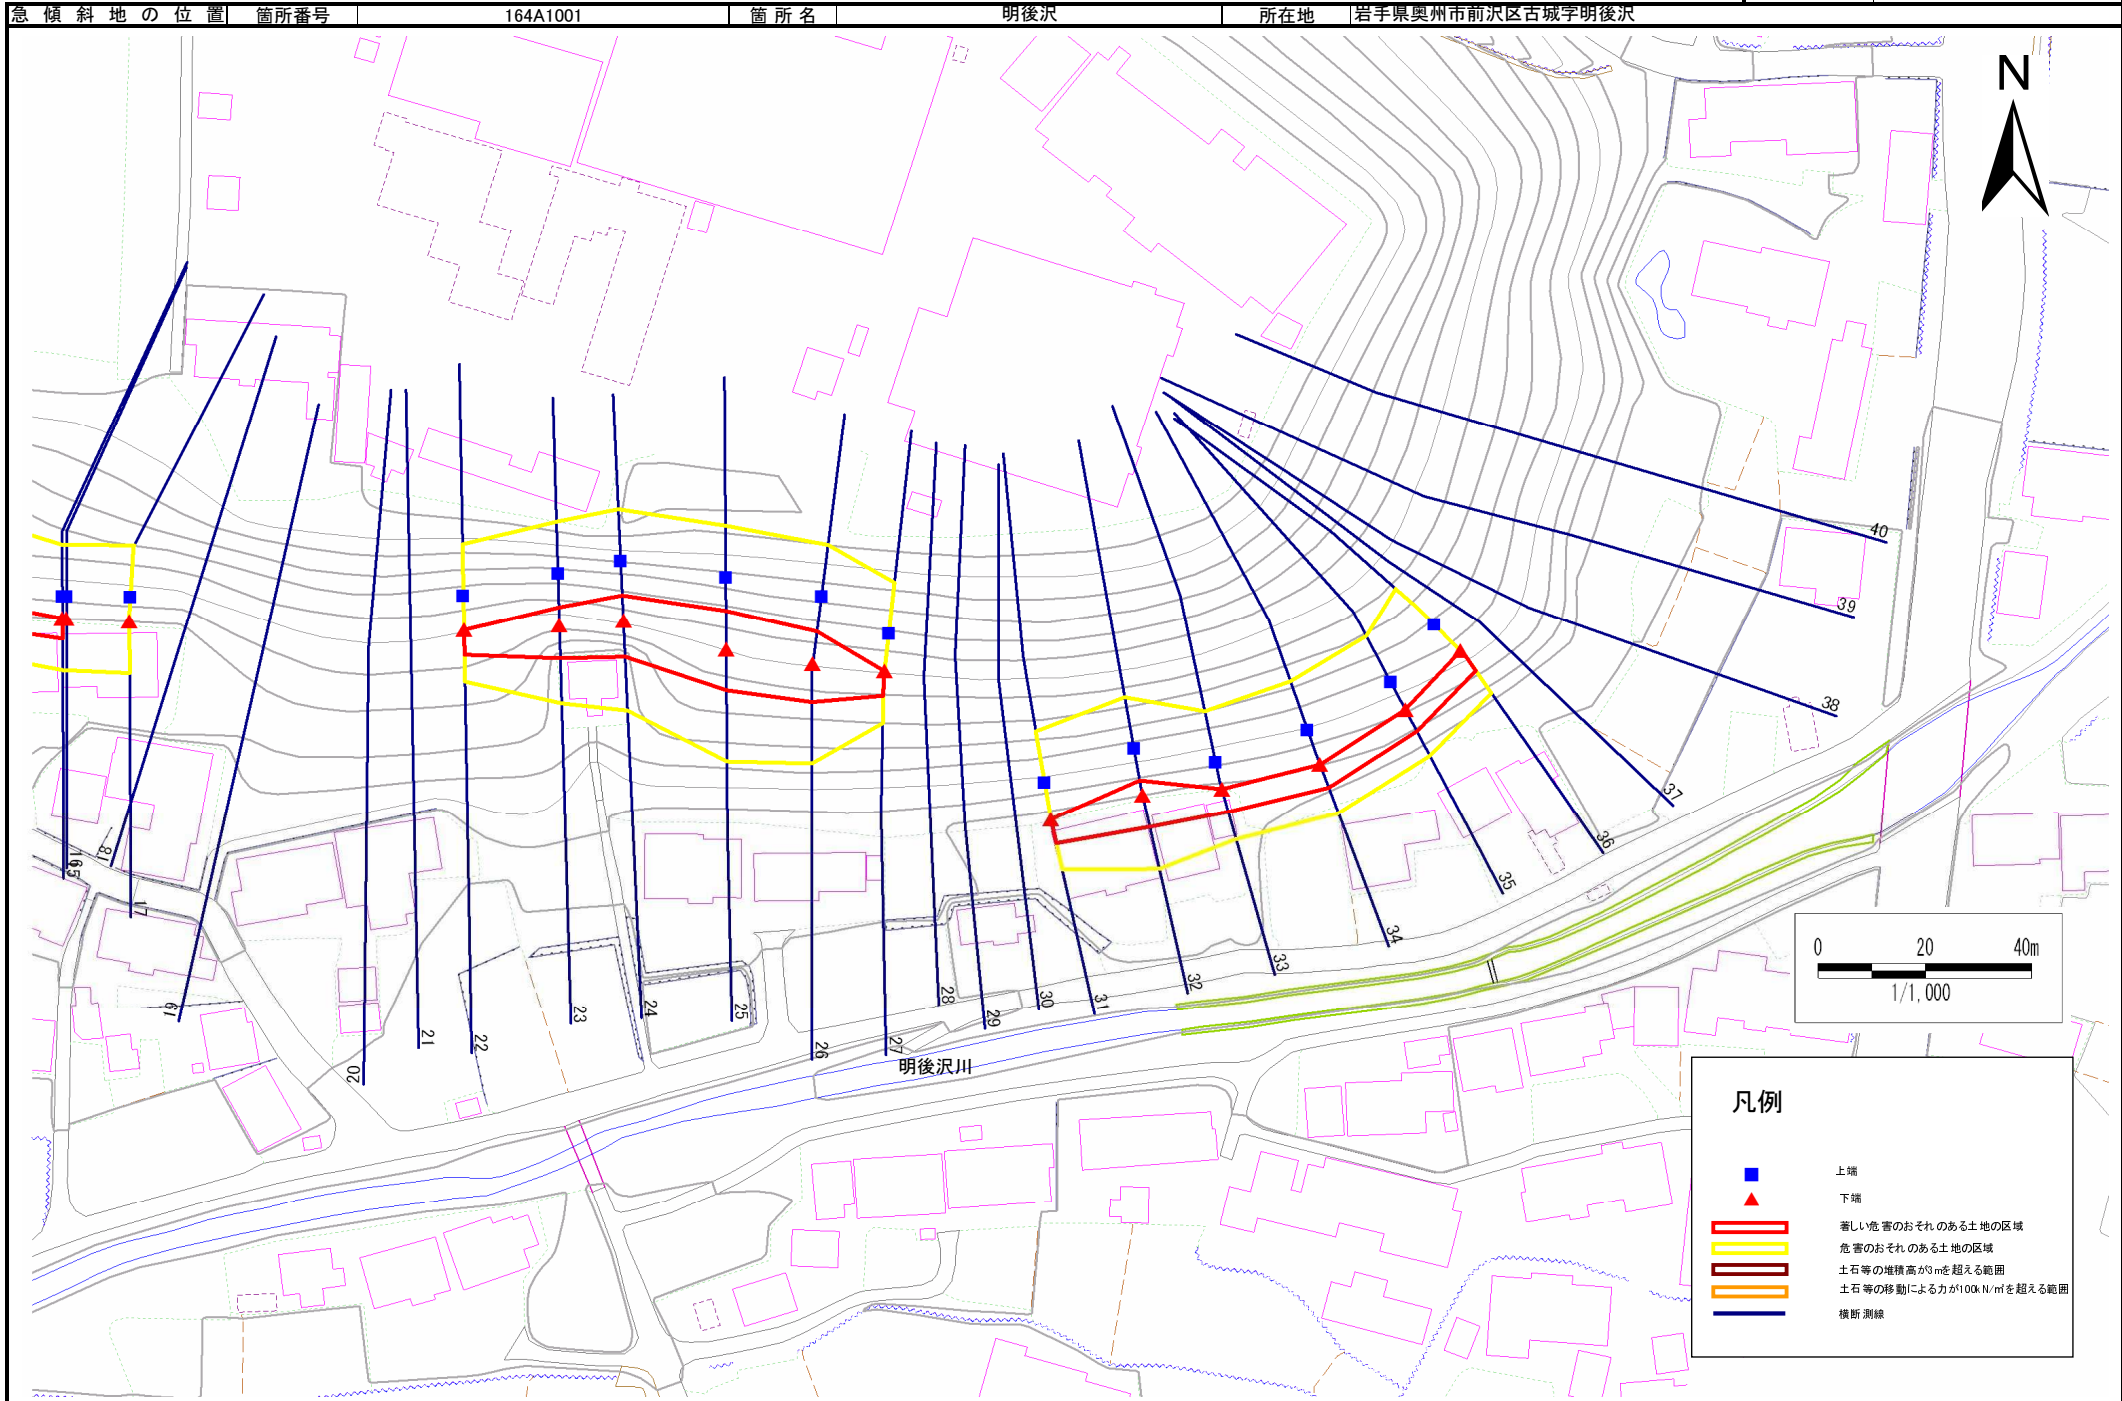 急傾斜地の位置 箇所番号 164A1001 箇所名 明後沢 所在地 岩手県奥州市前沢区古城字明後沢
N
40
39
38
37
36
35
34
33
32
31
30
29
28
27
26
25
24
23
22
21
20
19
18
17
16
15
明後沢川
0 20 40m
1/1,000
凡例
上端
下端
著しい危害のおそれのある土地の区域
危害のおそれのある土地の区域
土石等の堆積高が3mを超える範囲
土石等の移動による力が100kN/㎡を超える範囲
横断測線